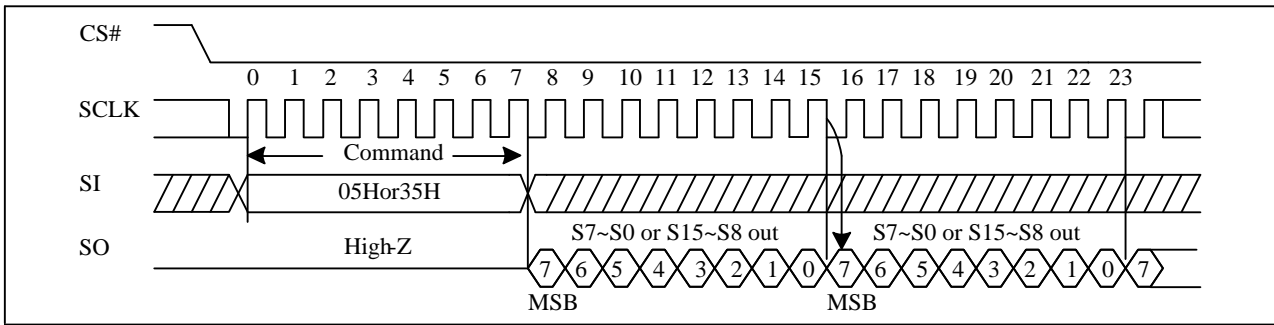 CS#
0 1 2 3 4 5 6 7 8 9 10 11 12 13 14 15 16 17 18 19 20 21 22 23
SCLK
Command
SI
05Hor35H
S7~S0 or S15~S8 out S7~S0 or S15~S8 out
SO
High-Z
7 6 5 4 3 2 1 0 7 6 5 4 3 2 1 0 7
MSB MSB